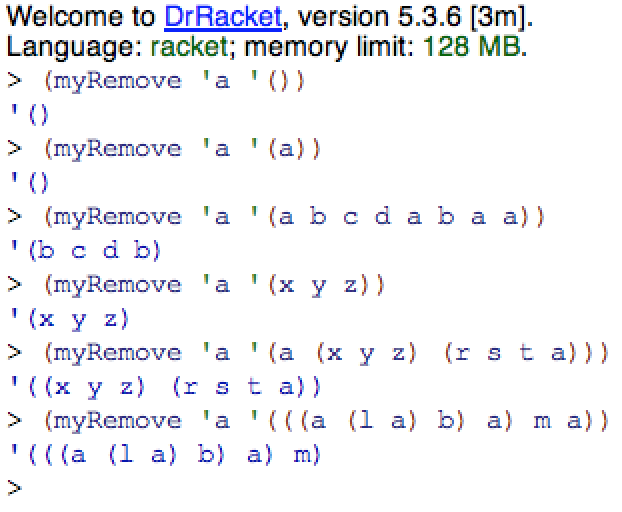 Welcome to DrRacket, version 5.3.6 [3m].
Language: racket; memory limit: 128 MB.
> (myRemove 'a '())
'()
> (myRemove 'a '(a))
'()
> (myRemove 'a '(a b c d a b a a))
'(b c d b)
> (myRemove 'a '(x y z))
'(x y z)
> (myRemove 'a '(a (x y z) (r s t a)))
'((x y z) (r s t a))
> (myRemove 'a '(((a (l a) b) a) m a))
'(((a (l a) b) a) m)
>